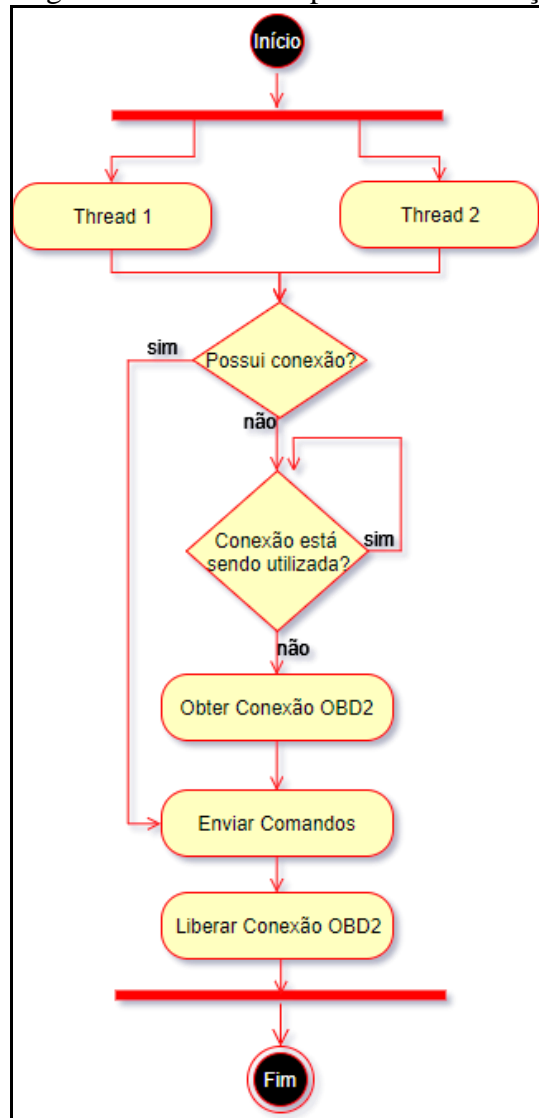 Início
Thread 1
Thread 2
sim
Possui conexão?
não
Conexão está
sendo utilizada?
sim
não
Obter Conexão OBD2
Enviar Comandos
Liberar Conexão OBD2
Fim